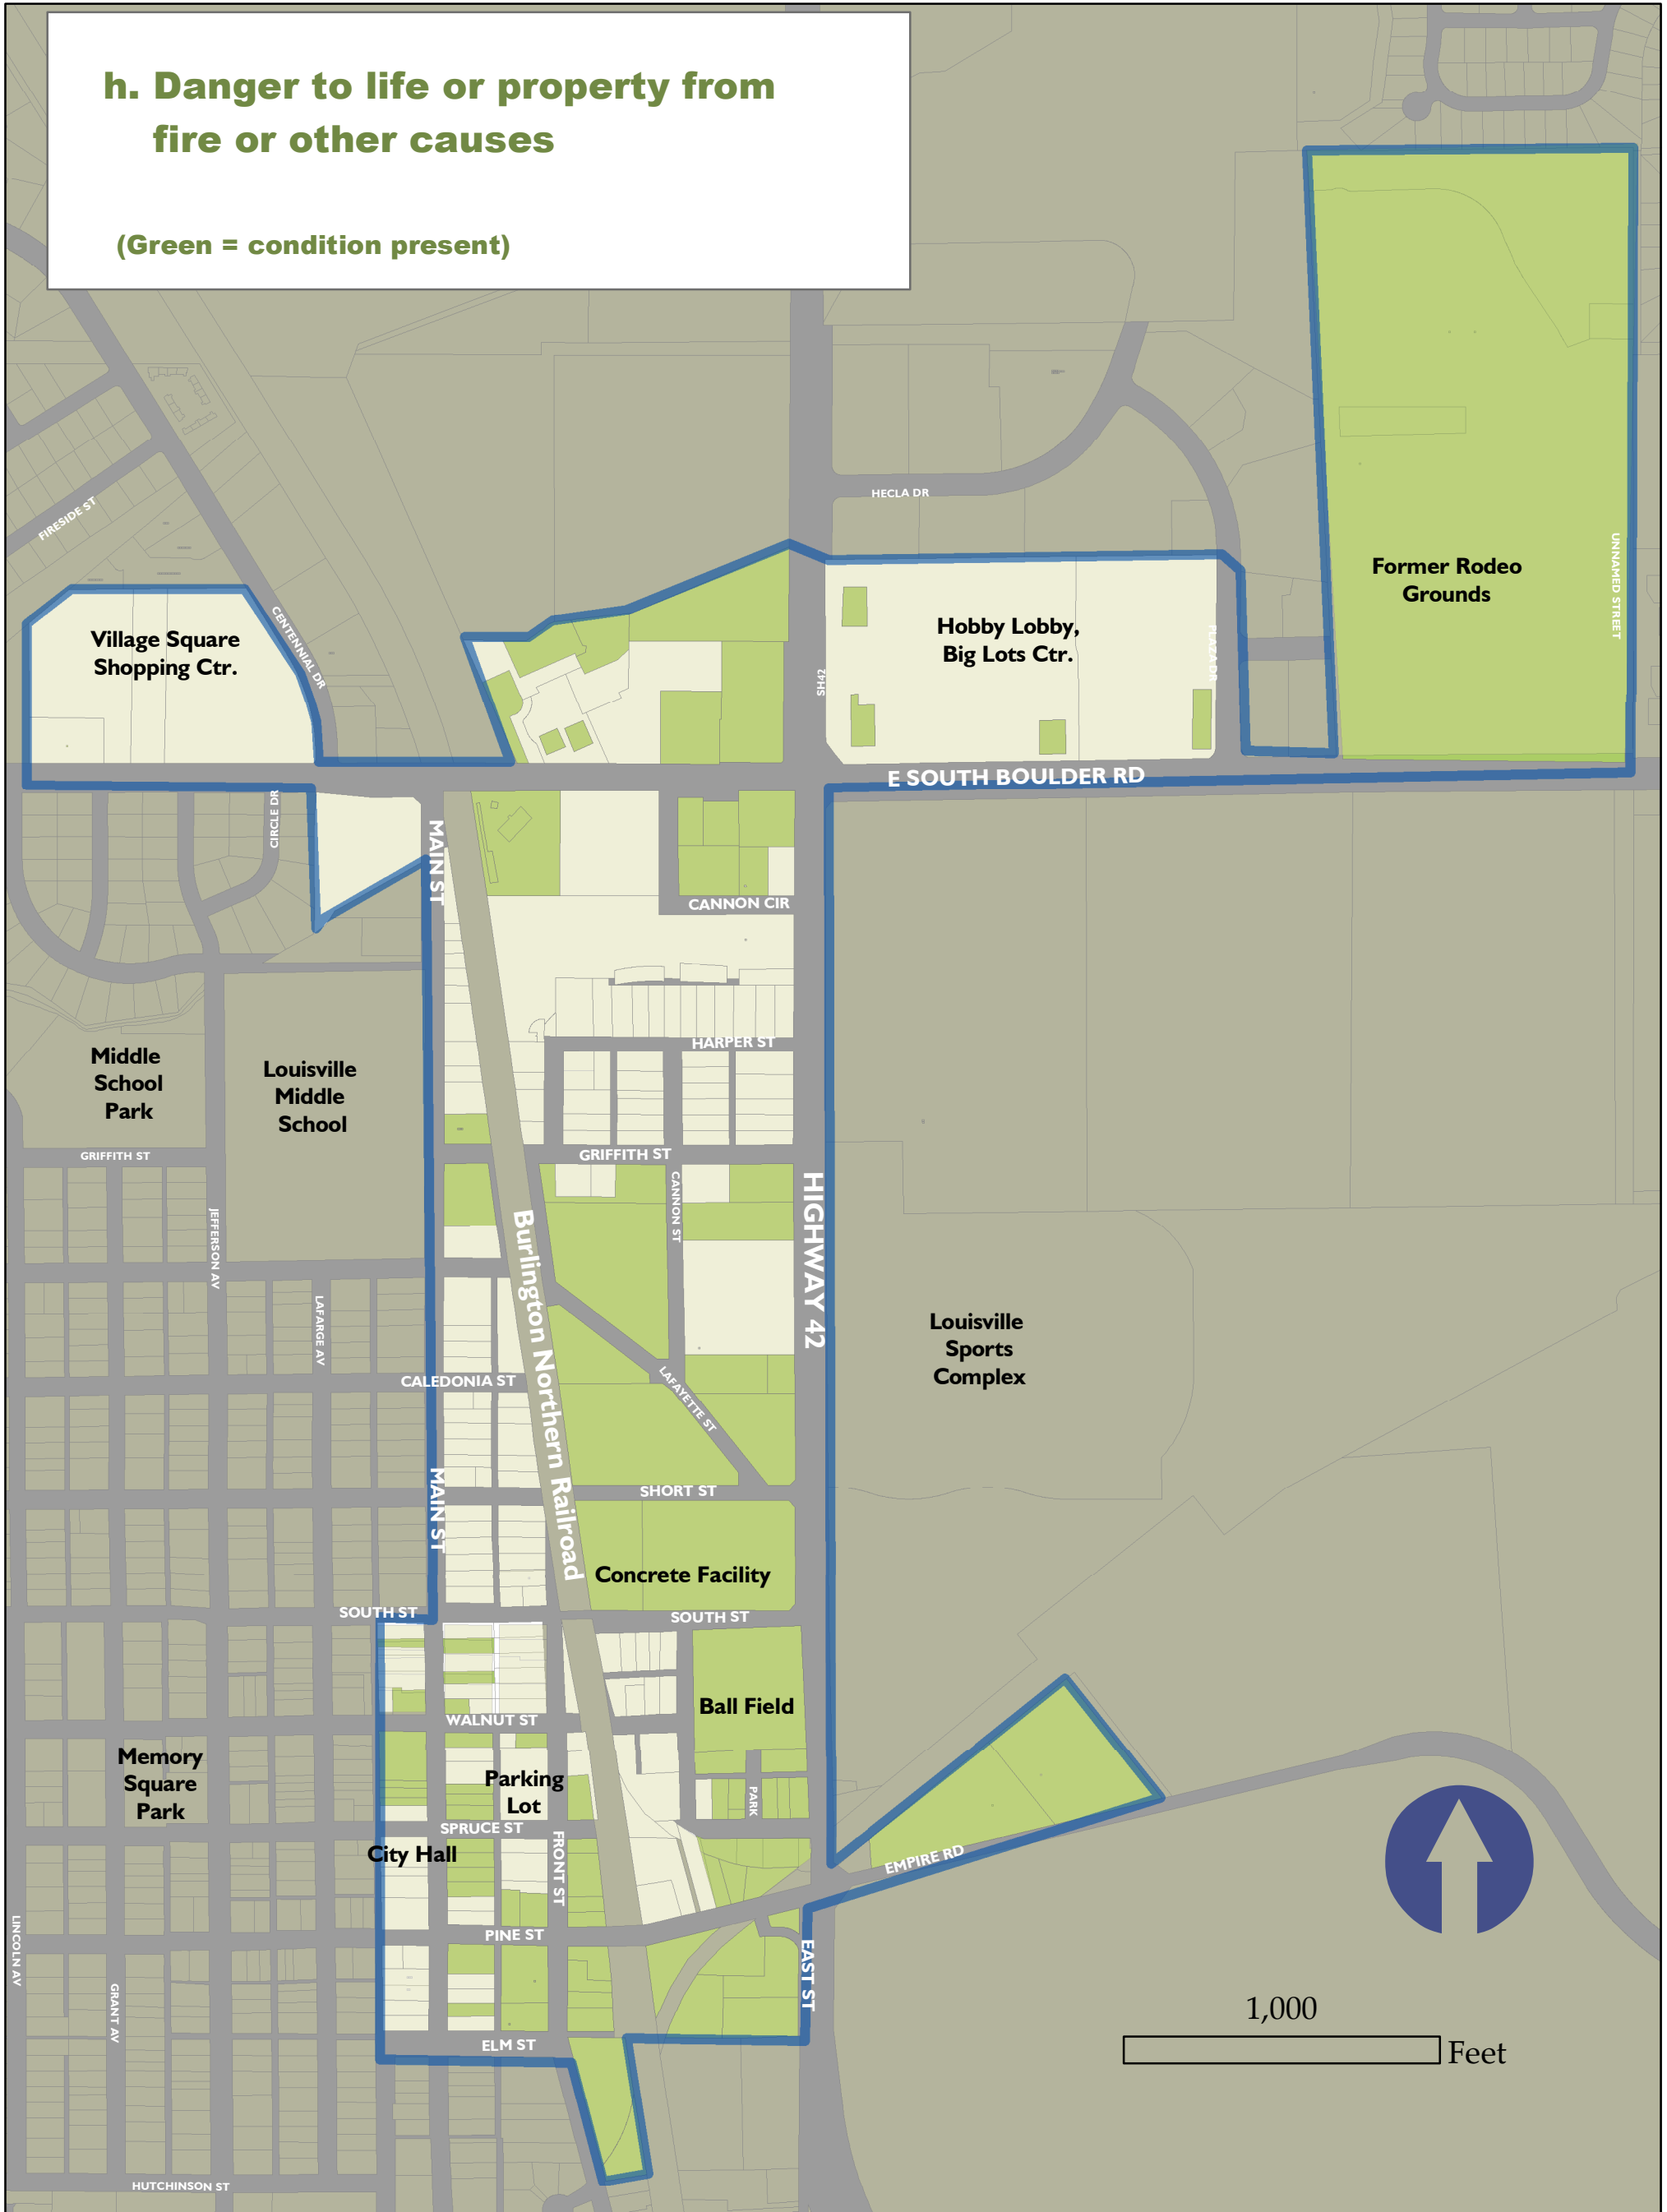 h. Danger to life or property from
fire or other causes
(Green = condition present)
FIRESIDE ST
HECLA DR
UNNAMED STREET
Former Rodeo
Grounds
CENTENNIAL DR
Village Square
Shopping Ctr.
Hobby Lobby,
Big Lots Ctr.
PLAZA DR
SH42
E SOUTH BOULDER RD
CIRCLE DR
MAIN ST
CANNON CIR
HARPER ST
Middle
School
Park
Louisville
Middle
School
GRIFFITH ST
GRIFFITH ST
CANNON ST
HIGHWAY 42
JEFFERSON AV
Burlington Northern Railroad
LAFARGE AV
Louisville
Sports
Complex
CALEDONIA ST
LAFAYETTE ST
MAIN ST
SHORT ST
Concrete Facility
SOUTH ST
SOUTH ST
Ball Field
WALNUT ST
Memory
Square
Park
Parking
Lot
PARK
SPRUCE ST
City Hall
FRONT ST
EMPIRE RD
LINCOLN AV
PINE ST
EAST ST
GRANT AV
1,000
Feet
ELM ST
HUTCHINSON ST